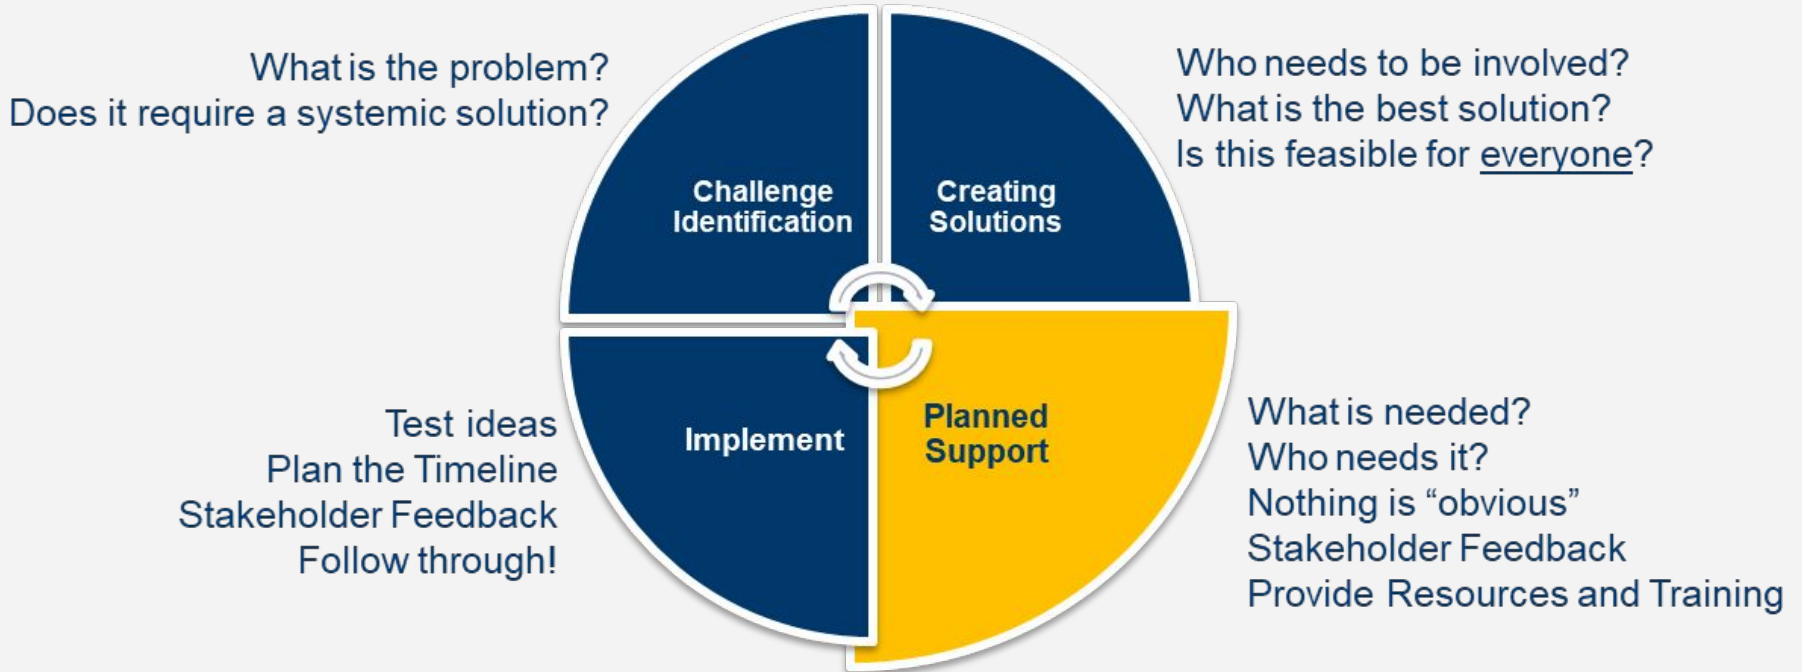 What is the problem?
Does it require a systemic solution?
Challenge
Identification
Creating
Solutions
Who needs to be involved?
What is the best solution?
Is this feasible for everyone?
Test ideas
Plan the Timeline
Stakeholder Feedback
Follow through!
Implement
Planned
Support
What is needed?
Who needs it?
Nothing is “obvious”
Stakeholder Feedback
Provide Resources and Training